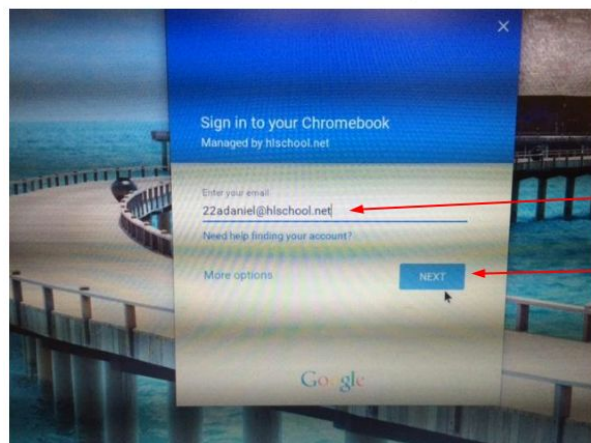 Sign in to your Chromebook
Managed by hlschool.net
Enter your email
22adaniel@hlschool.net
Need help finding your account?
More options
NEXT
Google